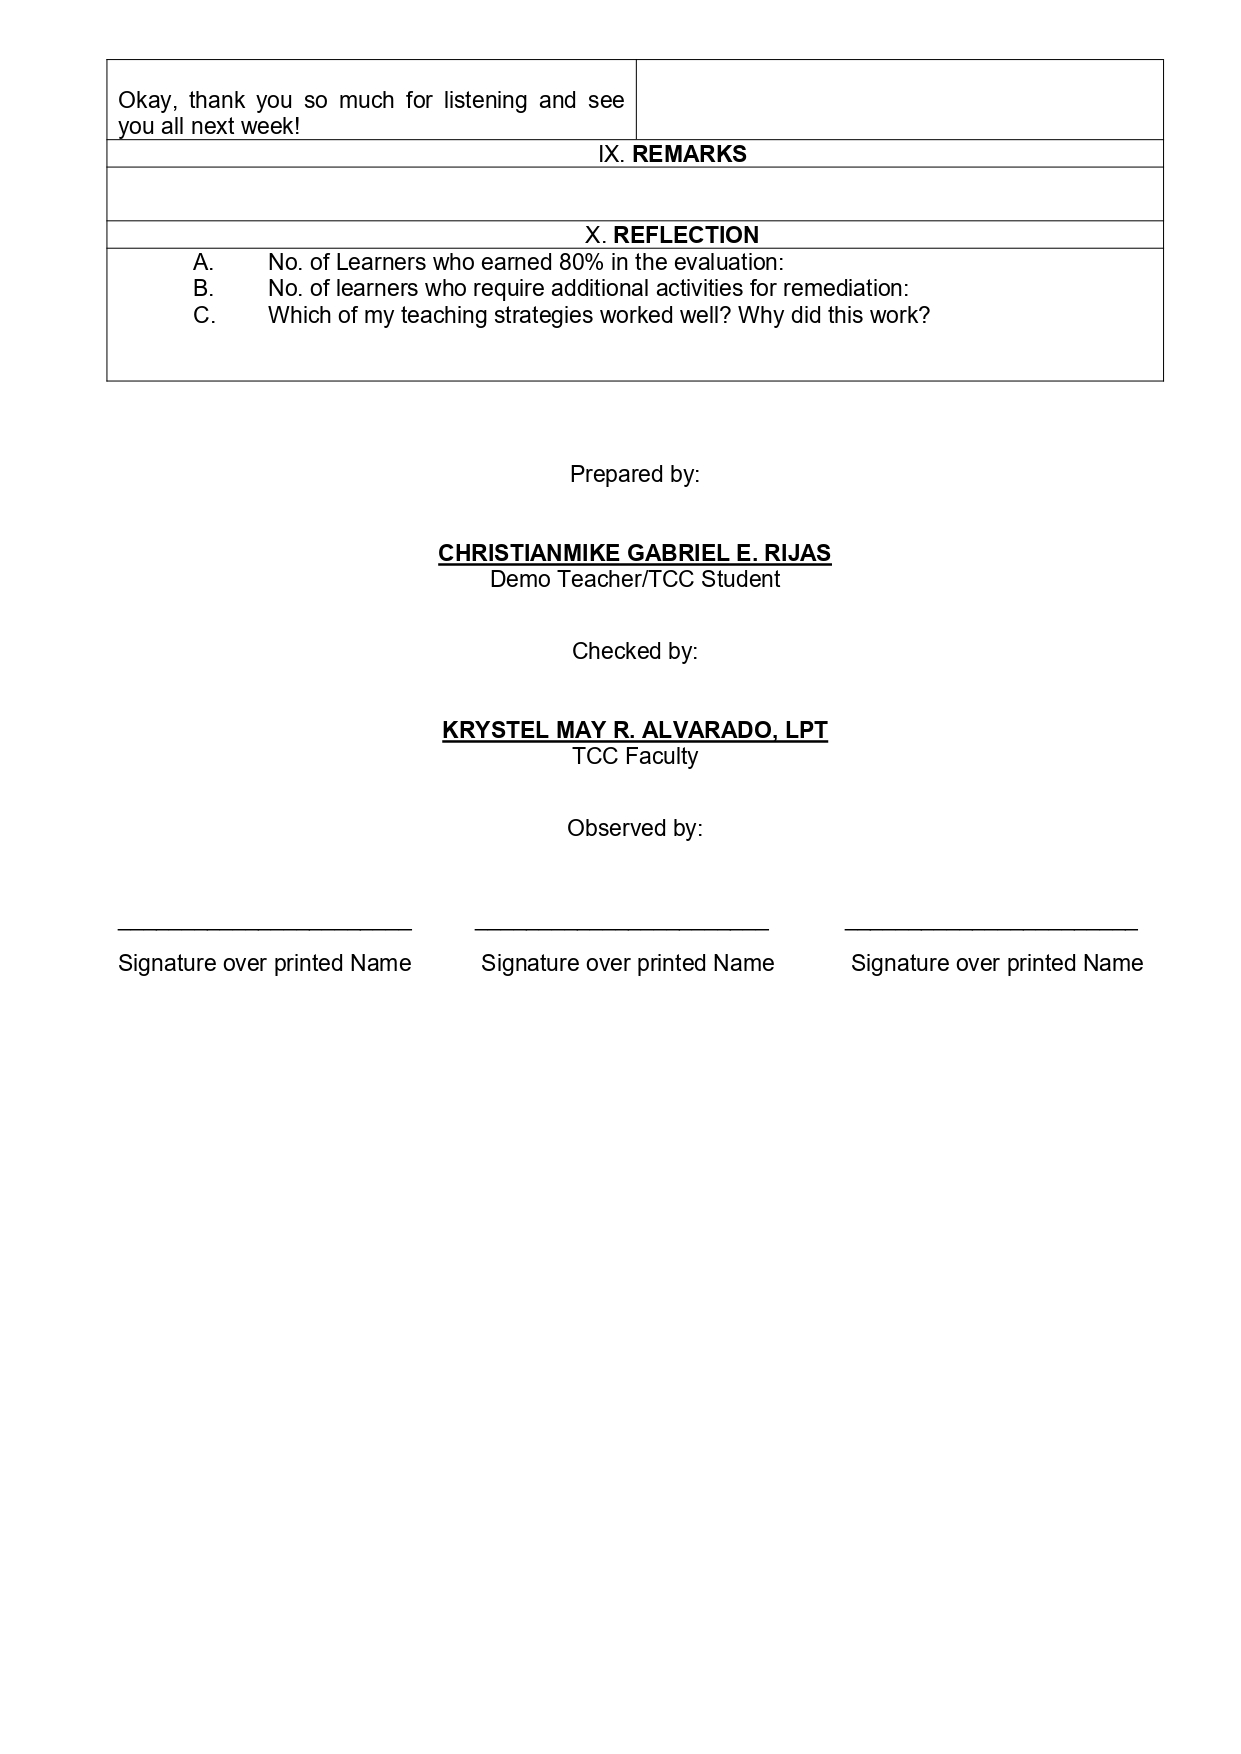 Okay, thank you so much for listening and see
you all next week!
IX. REMARKS
X. REFLECTION
A. No. of Learners who earned 80% in the evaluation:
B. No. of learners who require additional activities for remediation:
C. Which of my teaching strategies worked well? Why did this work?
Prepared by:
CHRISTIANMIKE GABRIEL E. RIJAS
Demo Teacher/TCC Student
Checked by:
KRYSTEL MAY R. ALVARADO, LPT
TCC Faculty
Observed by:
_______________________ _______________________ _______________________
Signature over printed Name Signature over printed Name Signature over printed Name